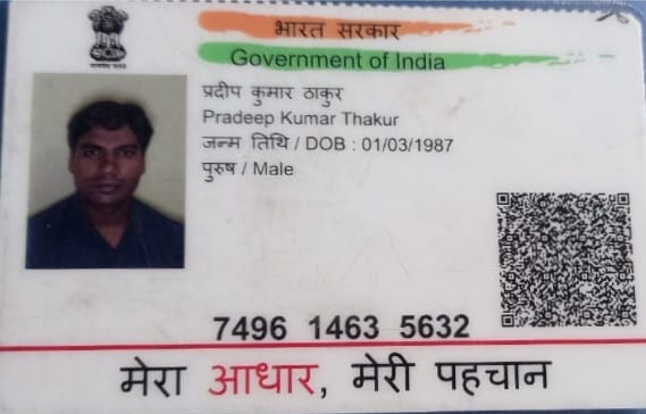 भारत सरकार
Government of India
प्रदीप कुमार ठाकुर
Pradeep Kumar Thakur
जन्म तिथि / DOB : 01/03/1987
पुरुष / Male
7496 1463 5632
मेरा आधार, मेरी पहचान